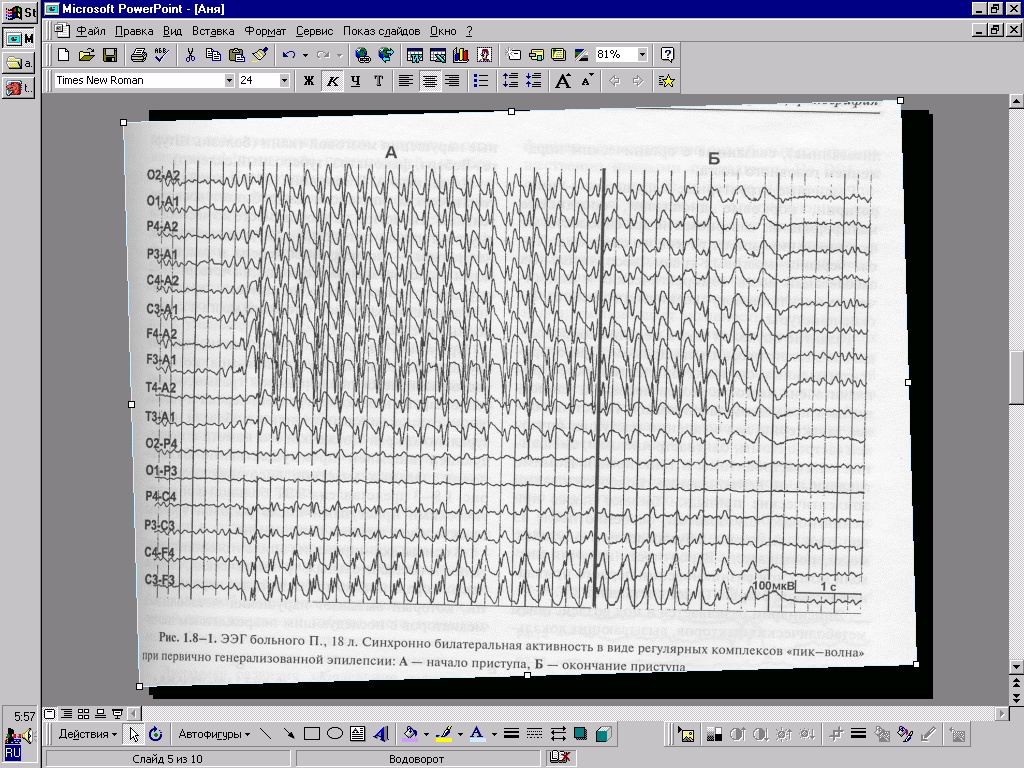 St
Microsoft PowerPoint - [Аня]
М
Файл Правка Вид Вставка Формат Сервис Показ слайдов Окно ?
а.
81%
t..
Times New Roman 24 Ж К Ч Т
А Б
O2-A2
O1-A1
P4-A2
P3-A1
C4-A2
C3-A1
F4-A2
F3-A1
T4-A2
T3-A1
O2-P4
O1-P3
P4-C4
P3-C3
C4-F4
C3-F3
100мкВ 1 с
Рис. 1.8–1. ЭЭГ больного П., 18 л. Синхронно билатеральная активность в виде регулярных комплексов «пик–волна»
при первично генерализованной эпилепсии: А — начало приступа, Б — окончание приступа
5:57
RU
Действия Автофигуры
Слайд 5 из 10 Водоворот